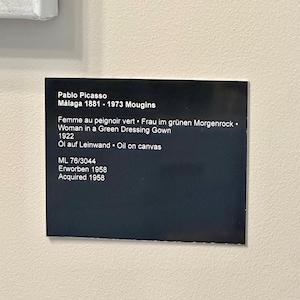 Pablo Picasso
Málaga 1881 - 1973 Mougins
Femme au peignoir vert • Frau im grünen Morgenrock •
Woman in a Green Dressing Gown
1922
Öl auf Leinwand • Oil on canvas
ML 76/3044
Erworben 1958
Acquired 1958